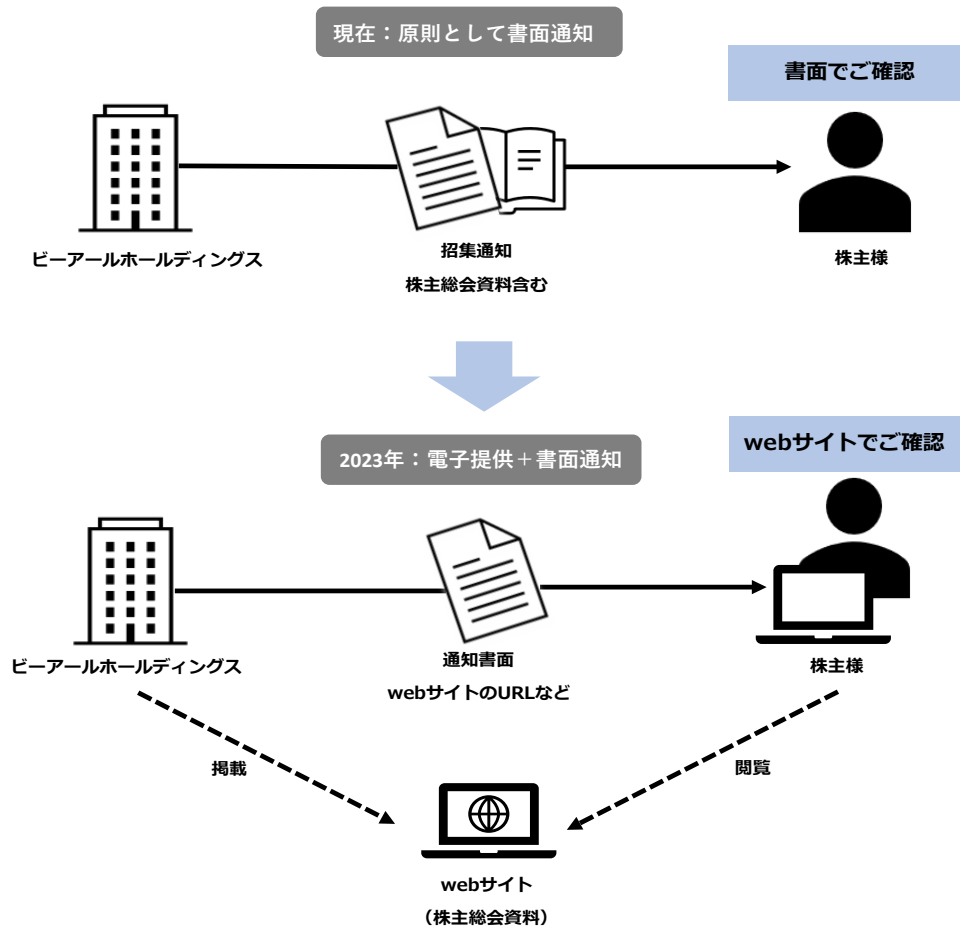 現在：原則として書面通知
書面でご確認
ビーアールホールディングス
招集通知
株主総会資料含む
株主様
2023年：電子提供＋書面通知
webサイトでご確認
ビーアールホールディングス
通知書面
webサイトのURLなど
株主様
掲載
閲覧
webサイト
（株主総会資料）